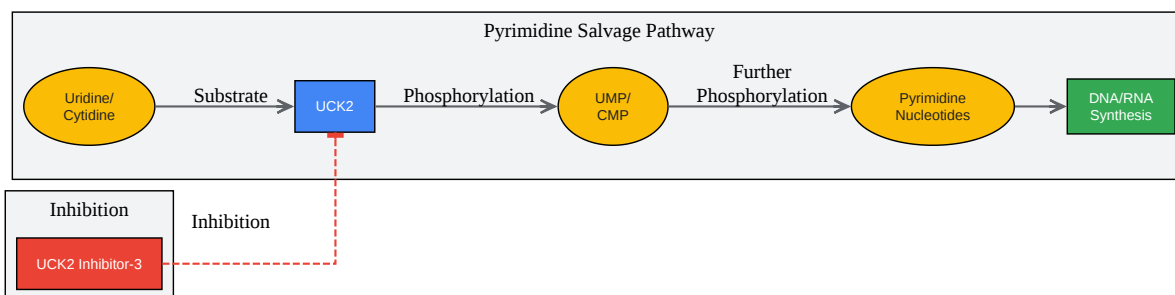 Pyrimidine Salvage Pathway
Uridine/
Cytidine
Substrate
UCK2
Phosphorylation
UMP/
CMP
Further
Phosphorylation
Pyrimidine
Nucleotides
DNA/RNA
Synthesis
Inhibition
Inhibition
UCK2 Inhibitor-3